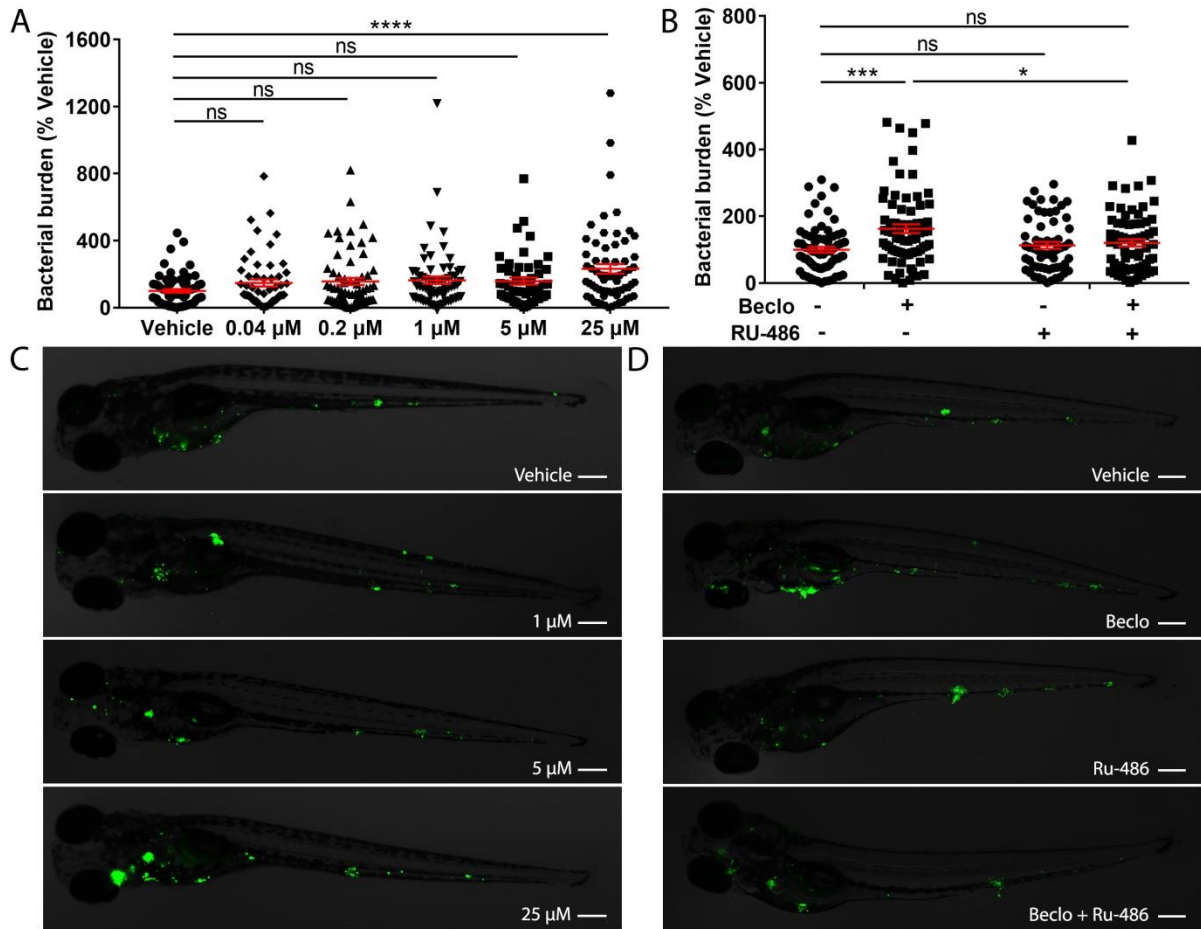 A
Bacterial burden (% Vehicle)
1600
1200
800
400
0
****
ns
ns
ns
ns
Vehicle 0.04 µM 0.2 µM 1 µM 5 µM 25 µM
B
Bacterial burden (% Vehicle)
800
600
400
200
0
ns
ns
*** *
Beclo - + - +
RU-486 - - + +
C
Vehicle
1 µM
5 µM
25 µM
D
Vehicle
Beclo
Ru-486
Beclo + Ru-486